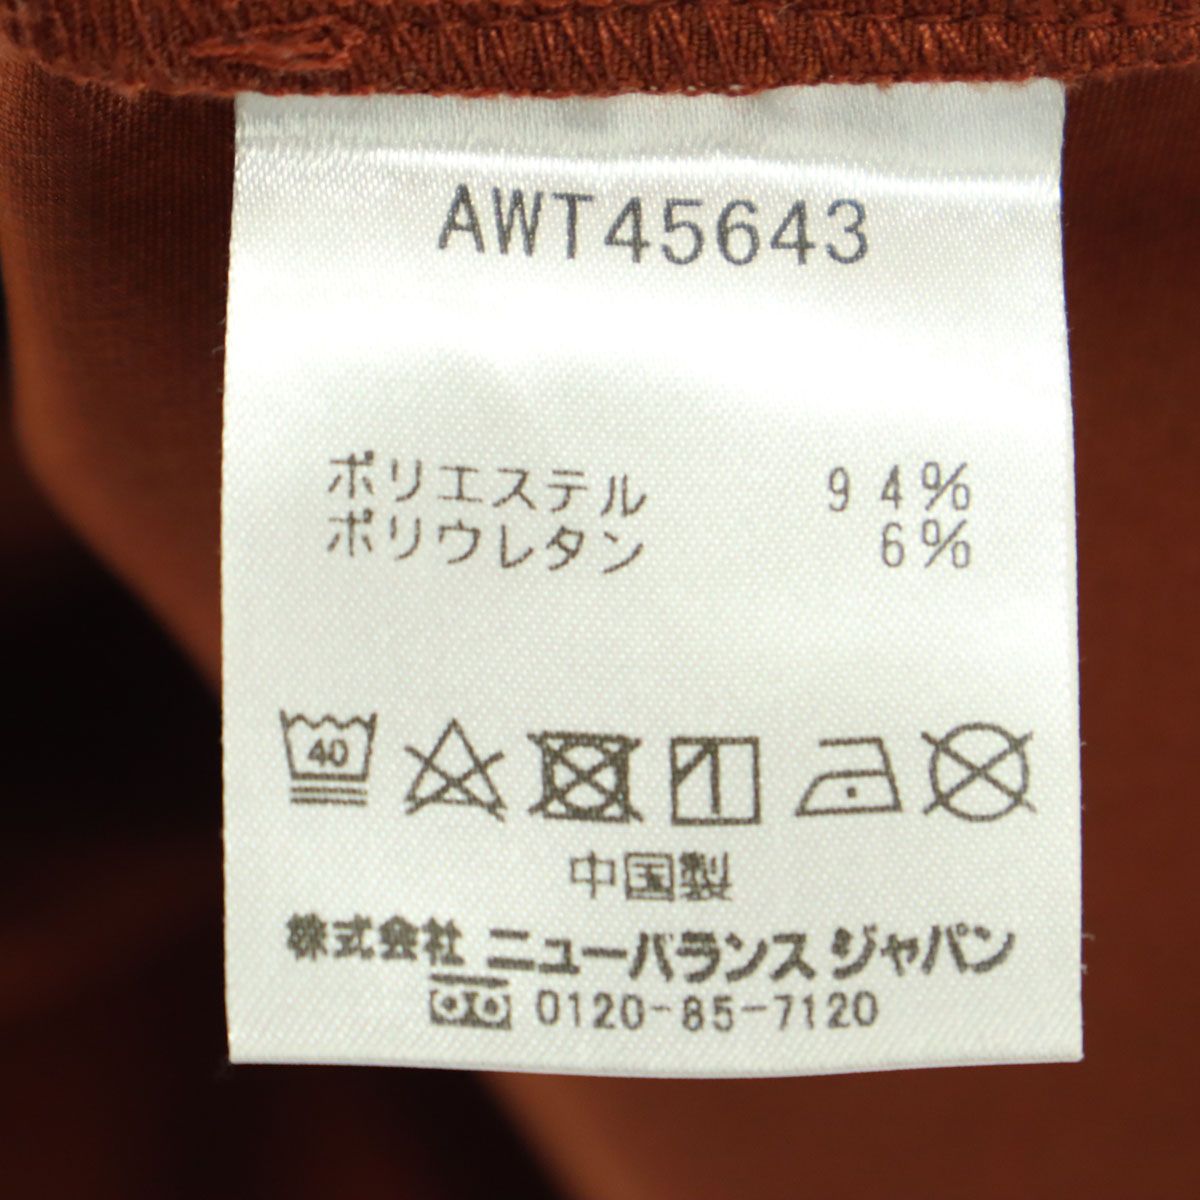 AWT45643
ポリエステル 94%
ポリウレタン 6%
40
中国製
株式会社 ニューバランス ジャパン
0120-85-7120